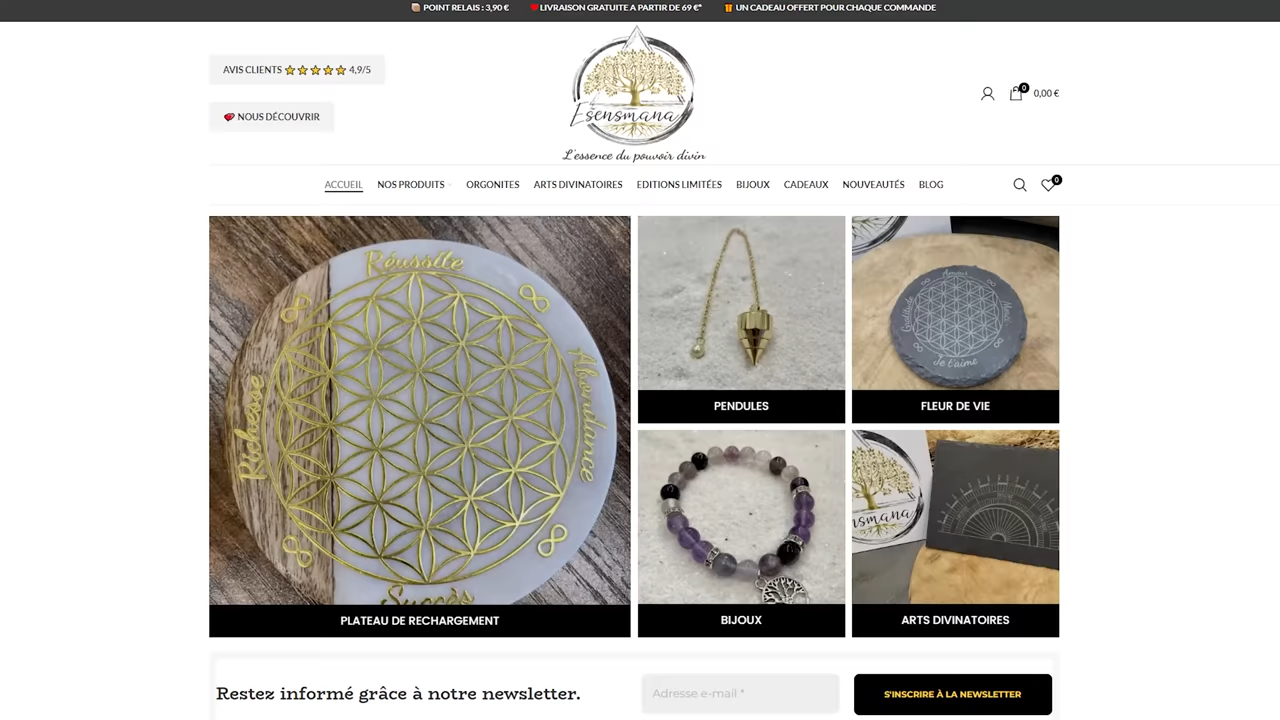 POINT RELAIS : 3,90 € LIVRAISON GRATUITE A PARTIR DE 69 €* UN CADEAU OFFERT POUR CHAQUE COMMANDE
AVIS CLIENTS 4,9/5
NOUS DÉCOUVRIR
Esensmana
L'essence du pouvoir divin
0 0,00 €
ACCUEIL NOS PRODUITS ORGONITES ARTS DIVINATOIRES EDITIONS LIMITÉES BIJOUX CADEAUX NOUVEAUTÉS BLOG 0
Réussite
Abondance
Richesse
Succès
PLATEAU DE RECHARGEMENT
PENDULES
Amour
Gratitude
Je t'aime
FLEUR DE VIE
BIJOUX
nsmana
ARTS DIVINATOIRES
Restez informé grâce à notre newsletter.
Adresse e-mail *
S'INSCRIRE À LA NEWSLETTER